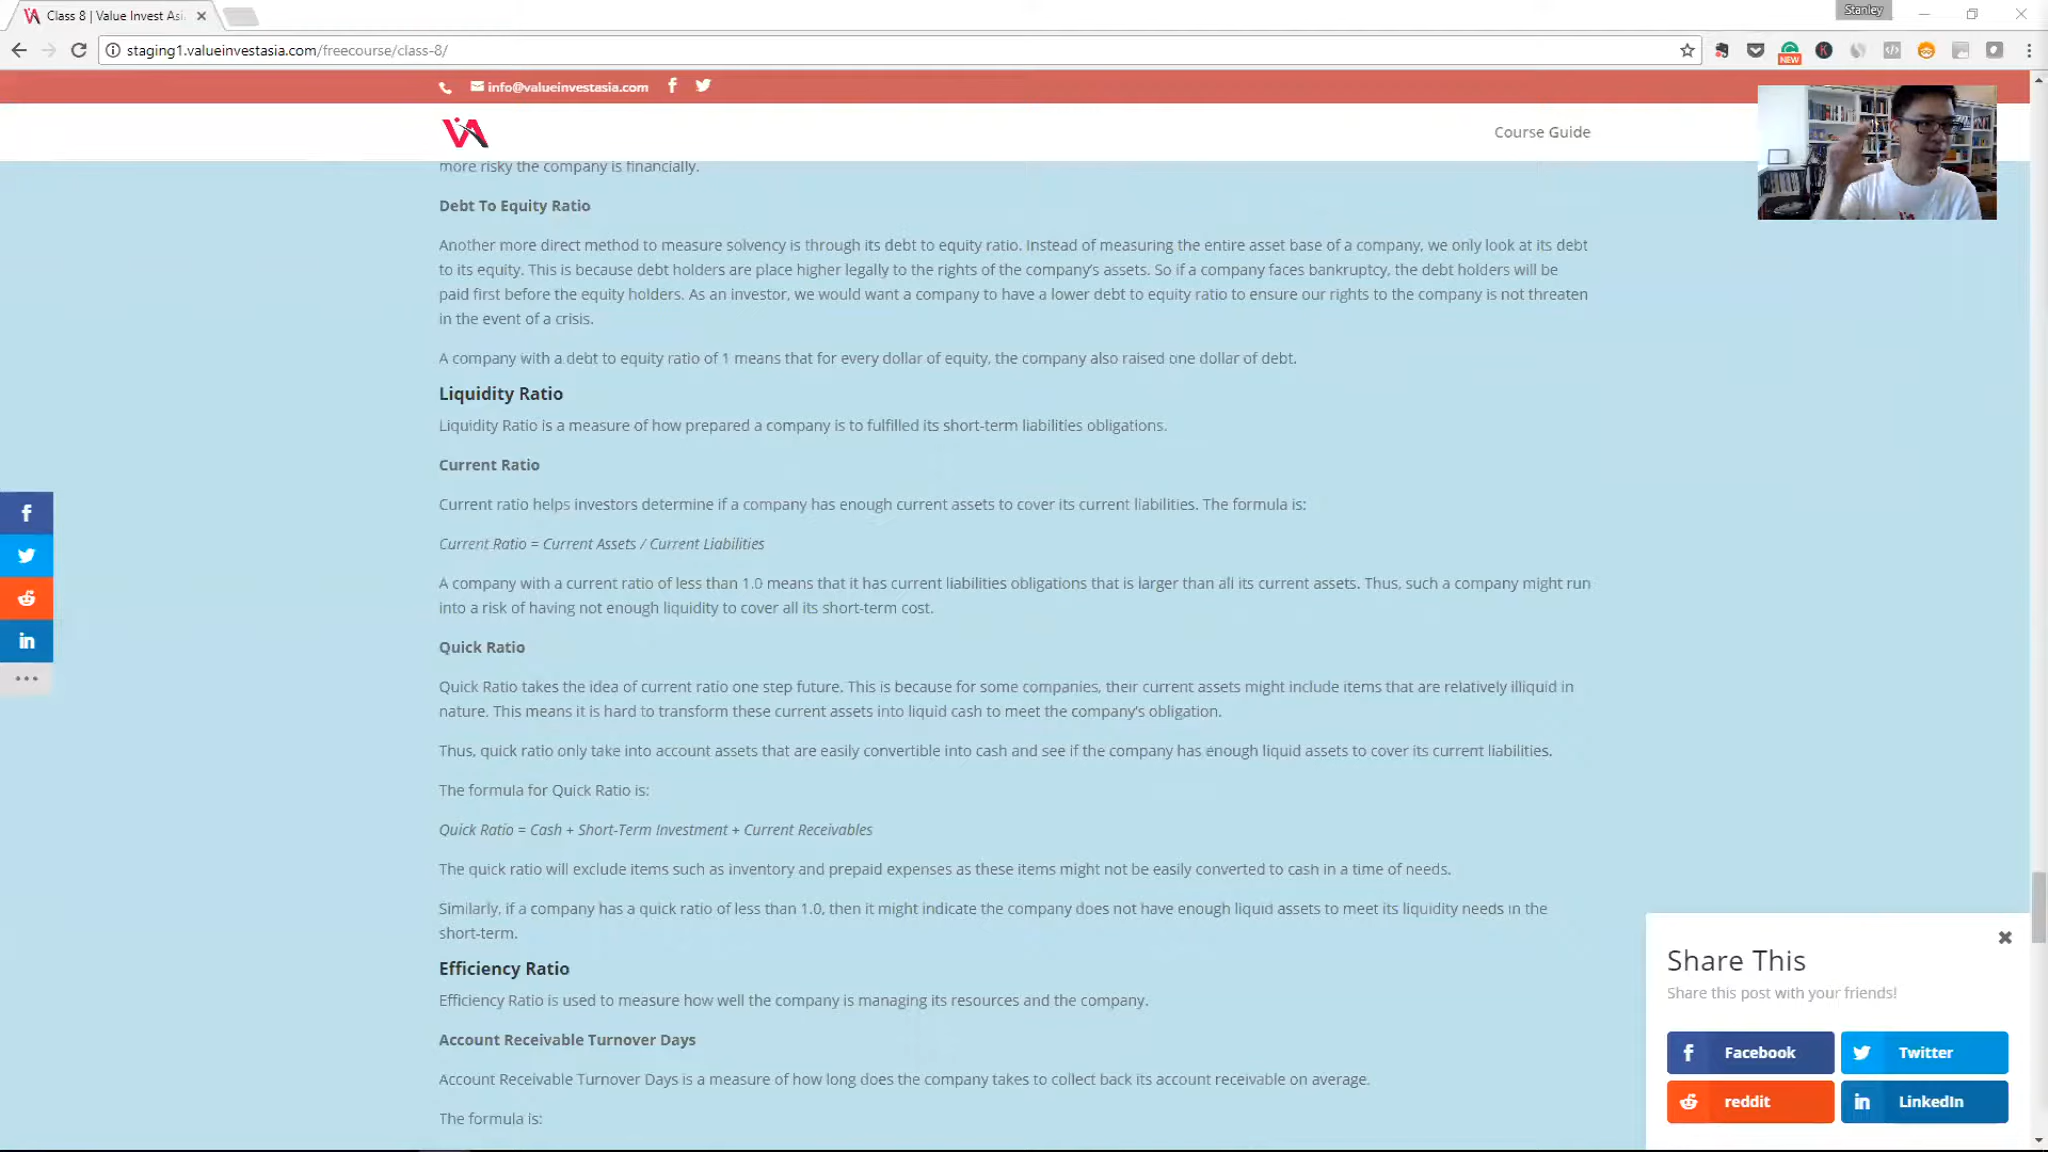 Class 8 | Value Invest Asi
Stanley
staging1.valueinvestasia.com/freecourse/class-8/
NEW
info@valueinvestasia.com
VIA
Course Guide
more risky the company is financially.
Debt To Equity Ratio
Another more direct method to measure solvency is through its debt to equity ratio. Instead of measuring the entire asset base of a company, we only look at its debt
to its equity. This is because debt holders are place higher legally to the rights of the company's assets. So if a company faces bankruptcy, the debt holders will be
paid first before the equity holders. As an investor, we would want a company to have a lower debt to equity ratio to ensure our rights to the company is not threaten
in the event of a crisis.
A company with a debt to equity ratio of 1 means that for every dollar of equity, the company also raised one dollar of debt.
Liquidity Ratio
Liquidity Ratio is a measure of how prepared a company is to fulfilled its short-term liabilities obligations.
Current Ratio
Current ratio helps investors determine if a company has enough current assets to cover its current liabilities. The formula is:
Current Ratio = Current Assets / Current Liabilities
A company with a current ratio of less than 1.0 means that it has current liabilities obligations that is larger than all its current assets. Thus, such a company might run
into a risk of having not enough liquidity to cover all its short-term cost.
Quick Ratio
Quick Ratio takes the idea of current ratio one step future. This is because for some companies, their current assets might include items that are relatively illiquid in
nature. This means it is hard to transform these current assets into liquid cash to meet the company's obligation.
Thus, quick ratio only take into account assets that are easily convertible into cash and see if the company has enough liquid assets to cover its current liabilities.
The formula for Quick Ratio is:
Quick Ratio = Cash + Short-Term Investment + Current Receivables
The quick ratio will exclude items such as inventory and prepaid expenses as these items might not be easily converted to cash in a time of needs.
Similarly, if a company has a quick ratio of less than 1.0, then it might indicate the company does not have enough liquid assets to meet its liquidity needs in the
short-term.
Efficiency Ratio
Efficiency Ratio is used to measure how well the company is managing its resources and the company.
Account Receivable Turnover Days
Account Receivable Turnover Days is a measure of how long does the company takes to collect back its account receivable on average.
The formula is:
Share This
Share this post with your friends!
Facebook
Twitter
reddit
LinkedIn